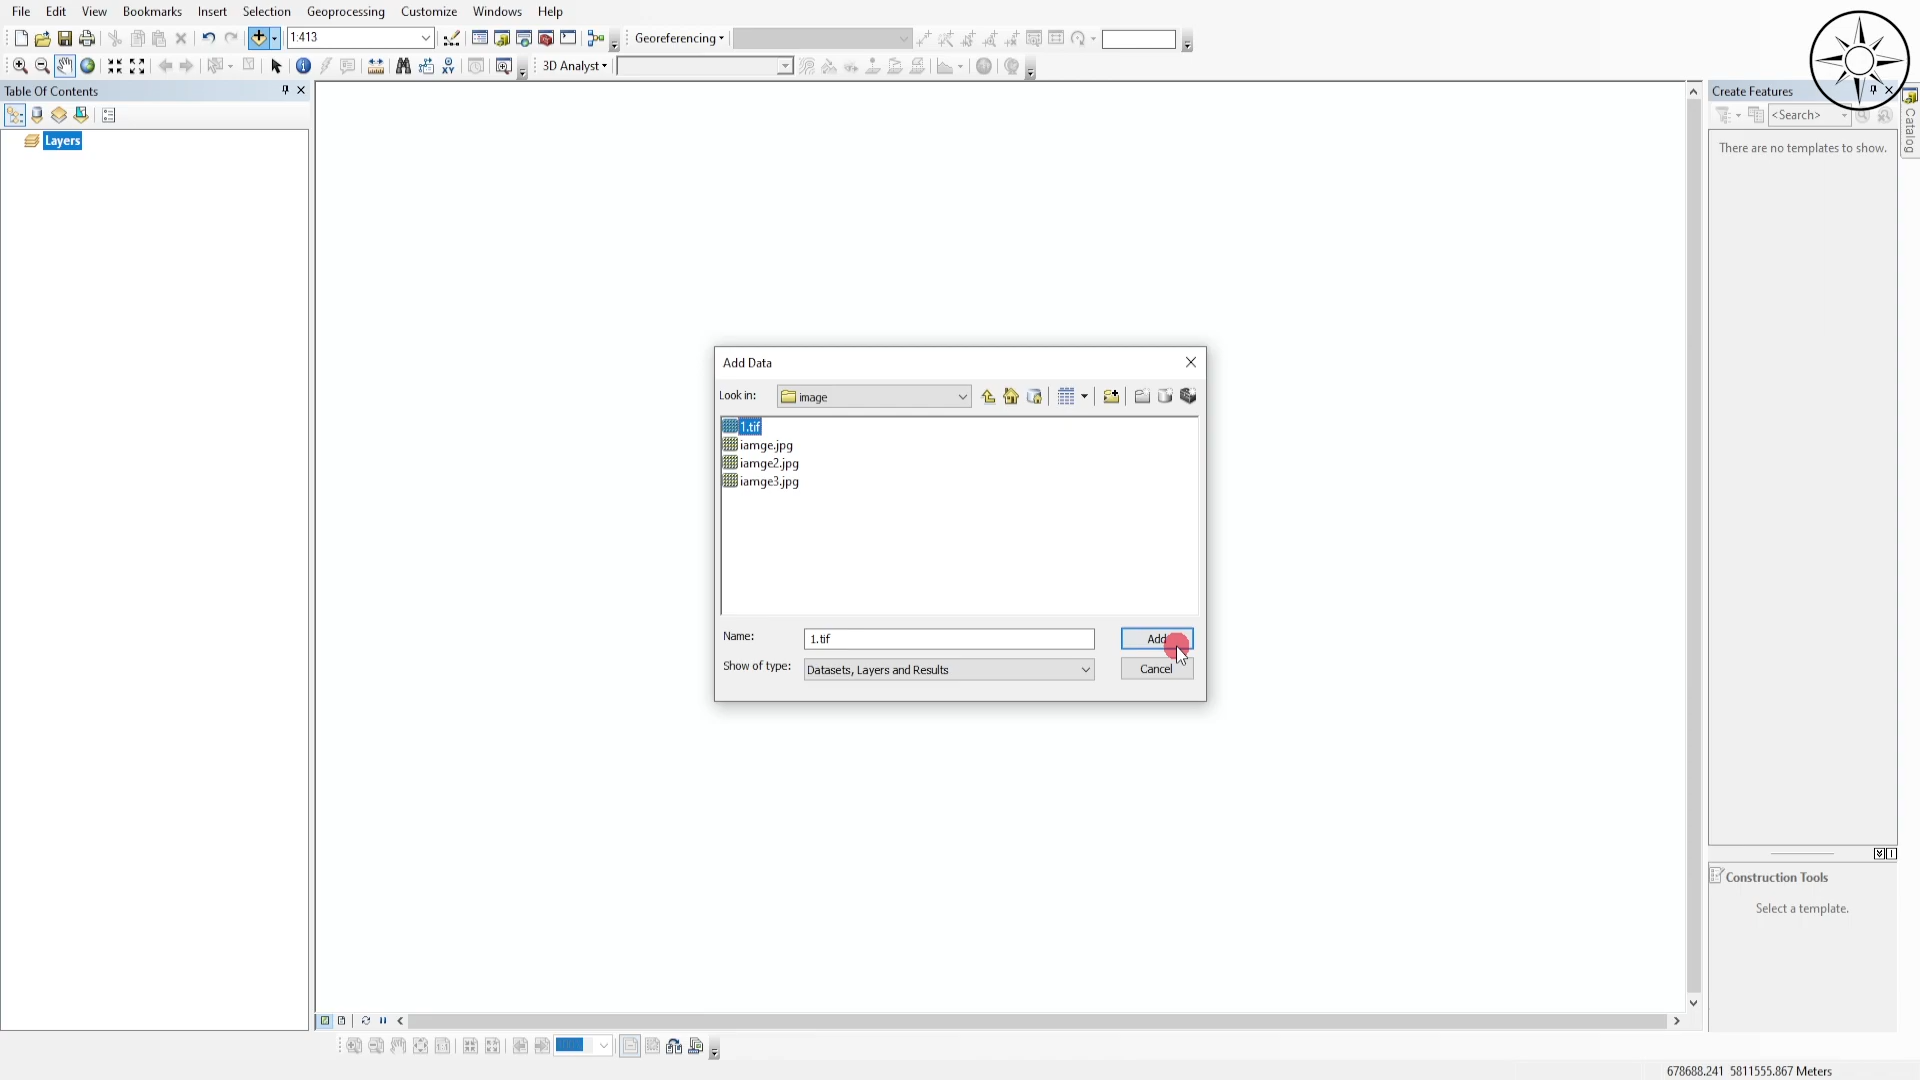 File Edit View Bookmarks Insert Selection Geoprocessing Customize Windows Help
1:413 Georeferencing
3D Analyst
Table Of Contents
Layers
Create Features
<Search>
There are no templates to show.
Catalog
Add Data
Look in: image
1.tif
iamge.jpg
iamge2.jpg
iamge3.jpg
Name: 1.tif Add
Show of type: Datasets, Layers and Results Cancel
Construction Tools
Select a template.
678688.241 5811555.867 Meters